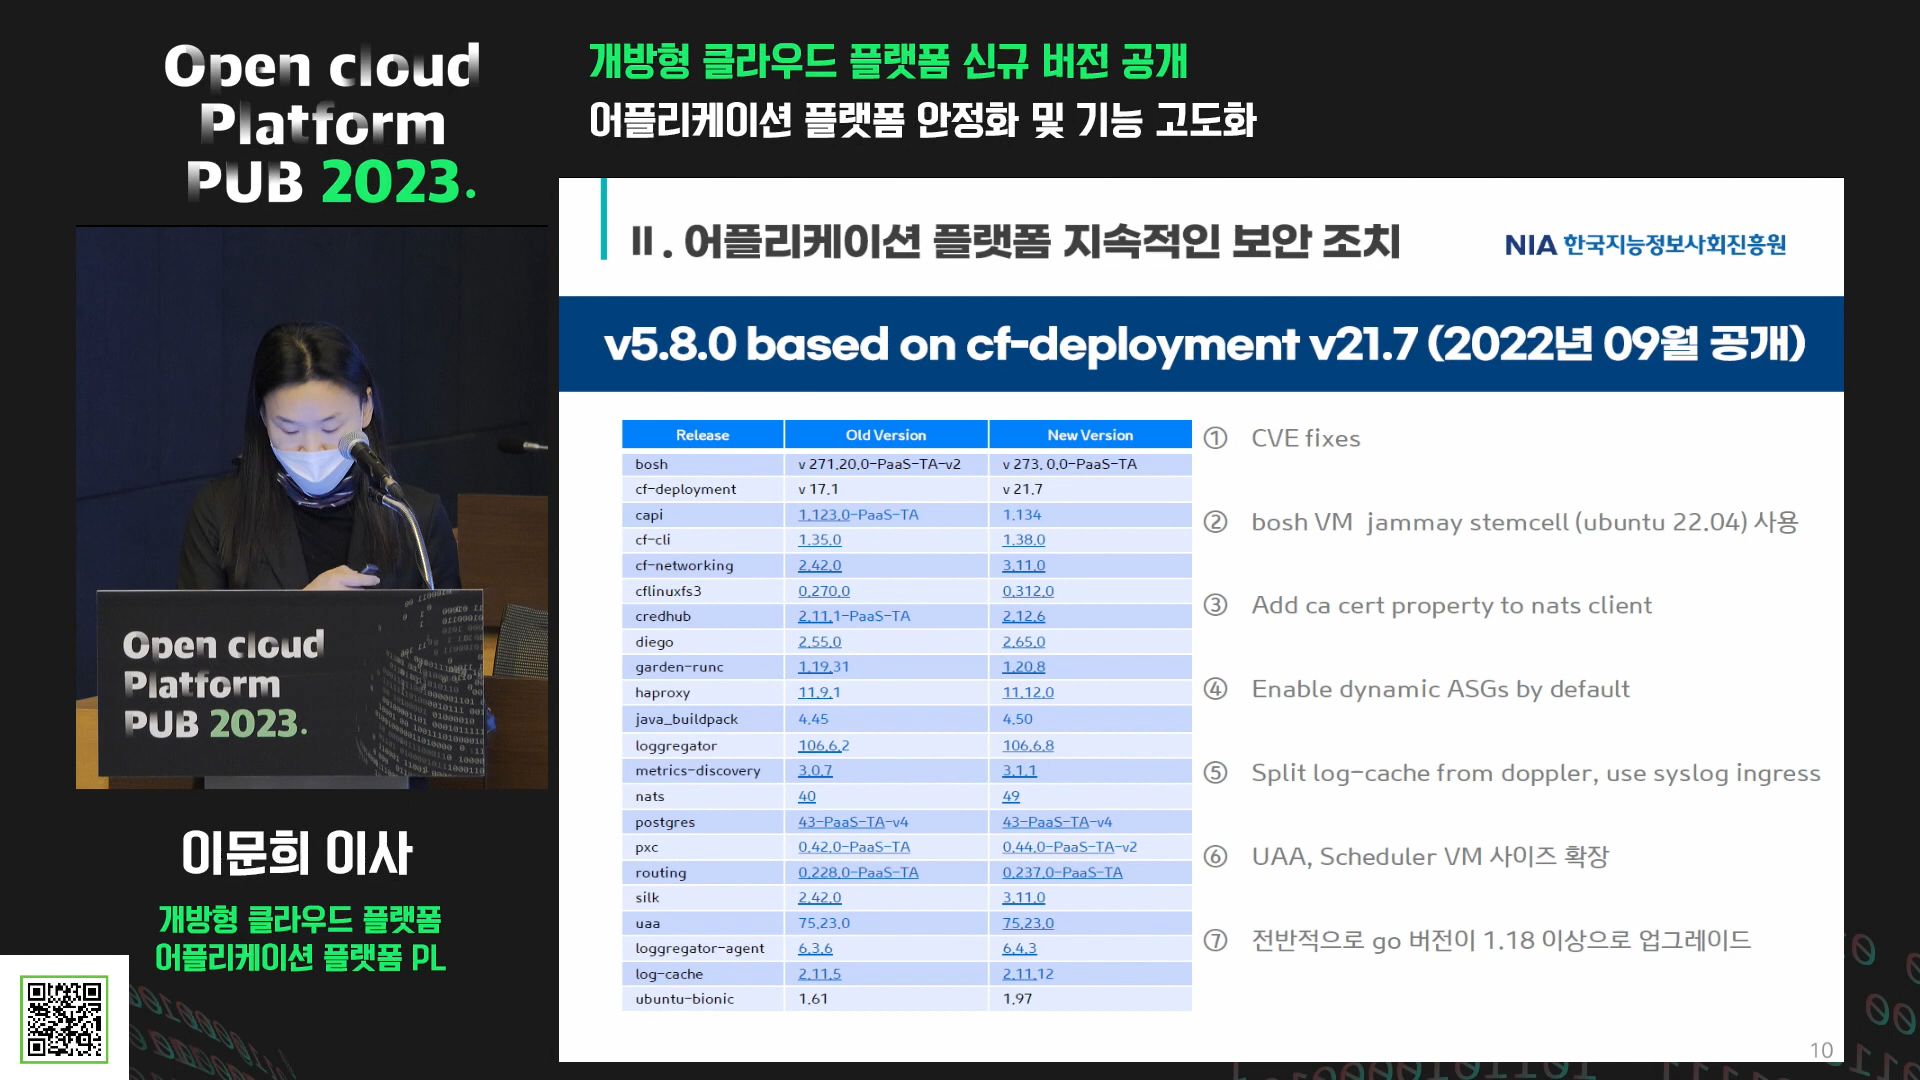 Open cloud
Platform
PUB 2023.
개방형 클라우드 플랫폼 신규 버전 공개
어플리케이션 플랫폼 안정화 및 기능 고도화
Ⅱ. 어플리케이션 플랫폼 지속적인 보안 조치
NIA 한국지능정보사회진흥원
v5.8.0 based on cf-deployment v21.7 (2022년 09월 공개)
Release Old Version New Version
bosh v 271.20.0-PaaS-TA-v2 v 273. 0.0-PaaS-TA
cf-deployment v 17.1 v 21.7
capi 1.123.0-PaaS-TA 1.134
cf-cli 1.35.0 1.38.0
cf-networking 2.42.0 3.11.0
cflinuxfs3 0.270.0 0.312.0
credhub 2.11.1-PaaS-TA 2.12.6
diego 2.55.0 2.65.0
garden-runc 1.19.31 1.20.8
haproxy 11.9.1 11.12.0
java_buildpack 4.45 4.50
loggregator 106.6.2 106.6.8
metrics-discovery 3.0.7 3.1.1
nats 40 49
postgres 43-PaaS-TA-v4 43-PaaS-TA-v4
pxc 0.42.0-PaaS-TA 0.44.0-PaaS-TA-v2
routing 0.228.0-PaaS-TA 0.237.0-PaaS-TA
silk 2.42.0 3.11.0
uaa 75.23.0 75.23.0
loggregator-agent 6.3.6 6.4.3
log-cache 2.11.5 2.11.12
ubuntu-bionic 1.61 1.97
① CVE fixes
② bosh VM jammay stemcell (ubuntu 22.04) 사용
③ Add ca cert property to nats client
④ Enable dynamic ASGs by default
⑤ Split log-cache from doppler, use syslog ingress
⑥ UAA, Scheduler VM 사이즈 확장
⑦ 전반적으로 go 버전이 1.18 이상으로 업그레이드
10
Open cloud
Platform
PUB 2023.
이문희 이사
개방형 클라우드 플랫폼
어플리케이션 플랫폼 PL